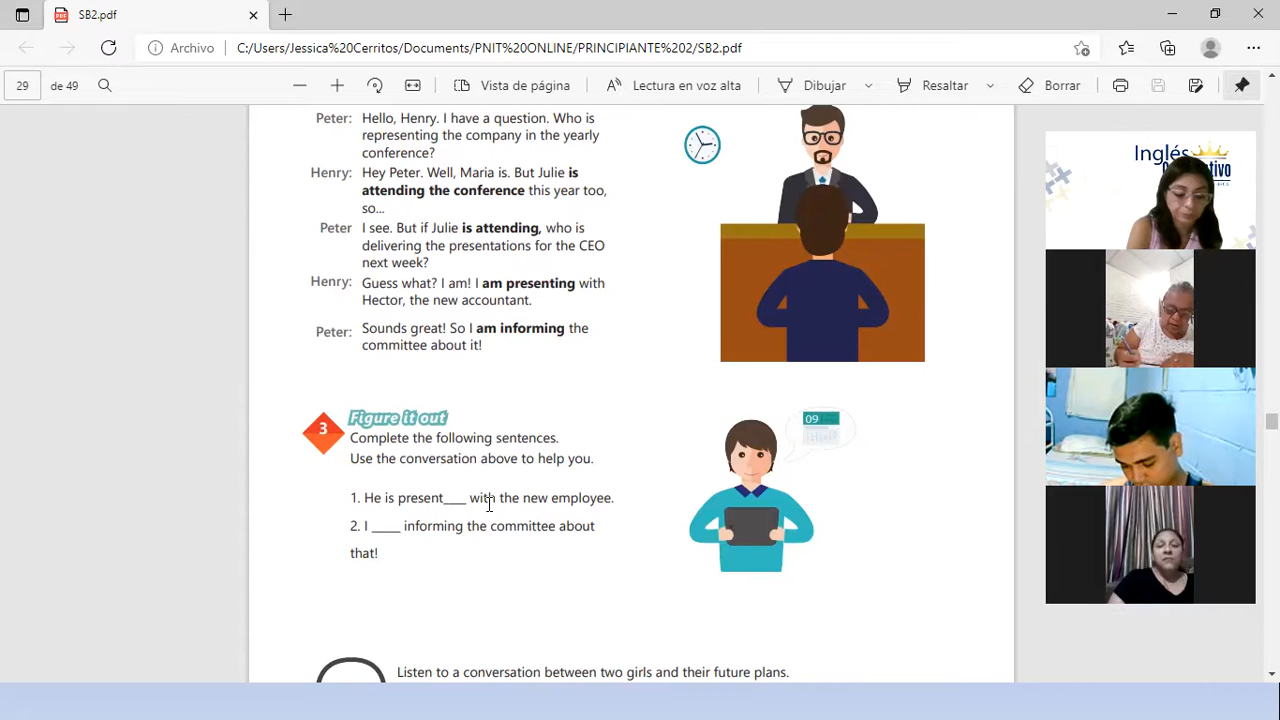 SB2.pdf
Archivo
C:/Users/Jessica%20Cerritos/Documents/PNIT%20ONLINE/PRINCIPIANTE%202/SB2.pdf
29 de 49
Vista de página
Lectura en voz alta
Dibujar
Resaltar
Borrar
Peter: Hello, Henry. I have a question. Who is
representing the company in the yearly
conference?
Henry: Hey Peter. Well, Maria is. But Julie is
attending the conference this year too,
so...
Peter I see. But if Julie is attending, who is
delivering the presentations for the CEO
next week?
Henry: Guess what? I am! I am presenting with
Hector, the new accountant.
Peter: Sounds great! So I am informing the
committee about it!
3 Figure it out
Complete the following sentences.
Use the conversation above to help you.
1. He is present___ with the new employee.
2. I ____ informing the committee about
that!
09
Listen to a conversation between two girls and their future plans.
Inglés